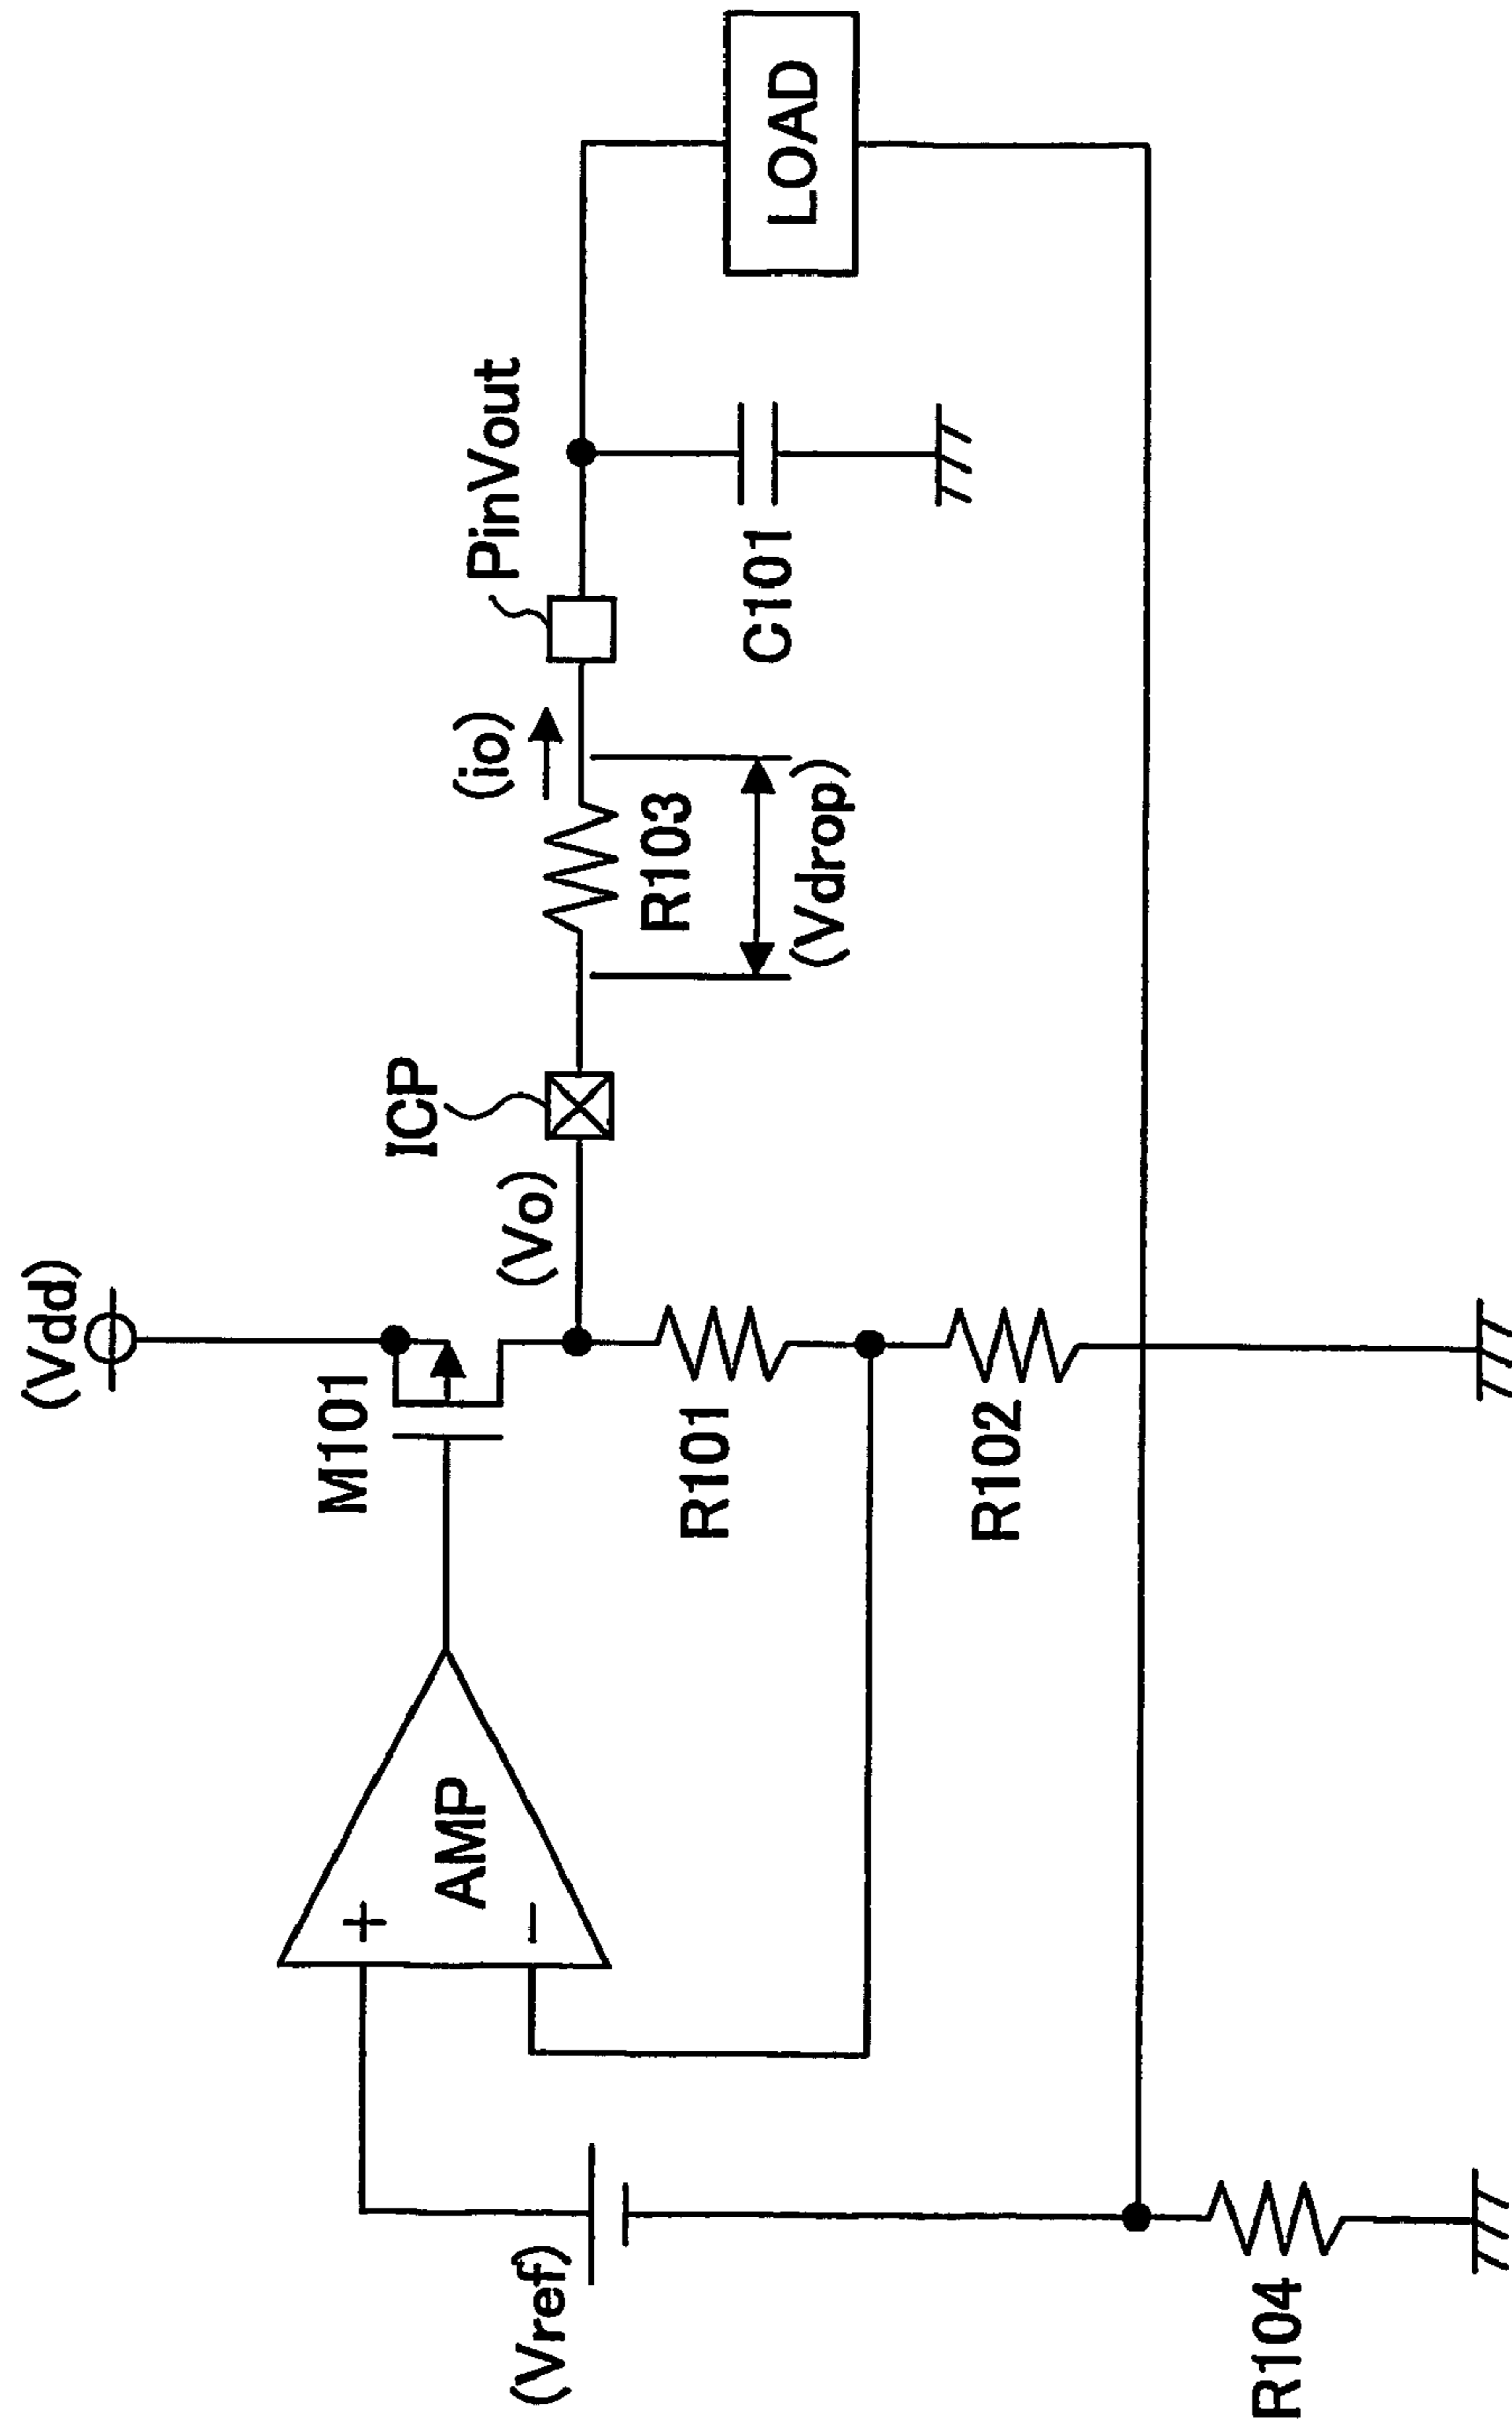 (Vdd)
M101
ICP
(Vo)
(io)
PinVout
+
AMP
−
(Vref)
R101
R103
(Vdrop)
C101
LOAD
R102
R104